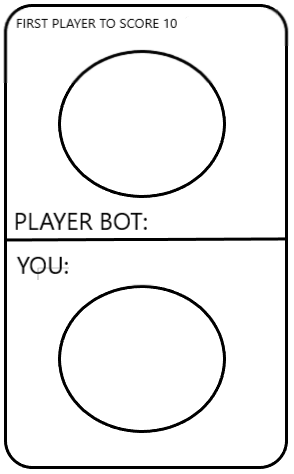 FIRST PLAYER TO SCORE 10
PLAYER BOT:
YOU: